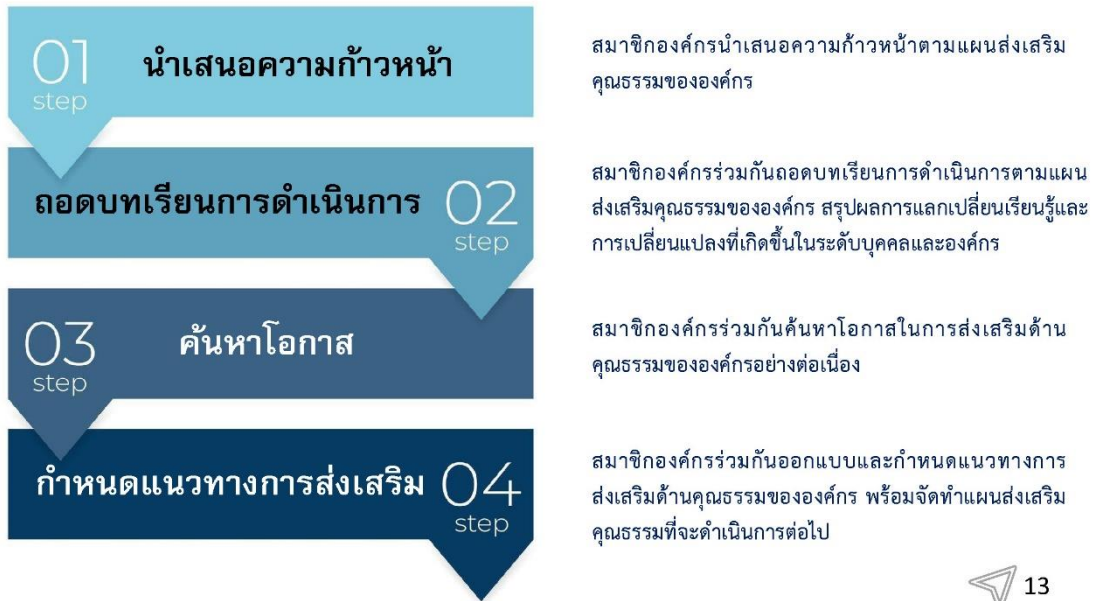 01
step
นำเสนอความก้าวหน้า
สมาชิกองค์กรนำเสนอความก้าวหน้าตามแผนส่งเสริม
คุณธรรมขององค์กร
ถอดบทเรียนการดำเนินการ
02
step
สมาชิกองค์กรร่วมกันถอดบทเรียนการดำเนินการตามแผน
ส่งเสริมคุณธรรมขององค์กร สรุปผลการแลกเปลี่ยนเรียนรู้และ
การเปลี่ยนแปลงที่เกิดขึ้นในระดับบุคคลและองค์กร
03
step
ค้นหาโอกาส
สมาชิกองค์กรร่วมกันค้นหาโอกาสในการส่งเสริมด้าน
คุณธรรมขององค์กรอย่างต่อเนื่อง
กำหนดแนวทางการส่งเสริม
04
step
สมาชิกองค์กรร่วมกันออกแบบและกำหนดแนวทางการ
ส่งเสริมด้านคุณธรรมขององค์กร พร้อมจัดทำแผนส่งเสริม
คุณธรรมที่จะดำเนินการต่อไป
13